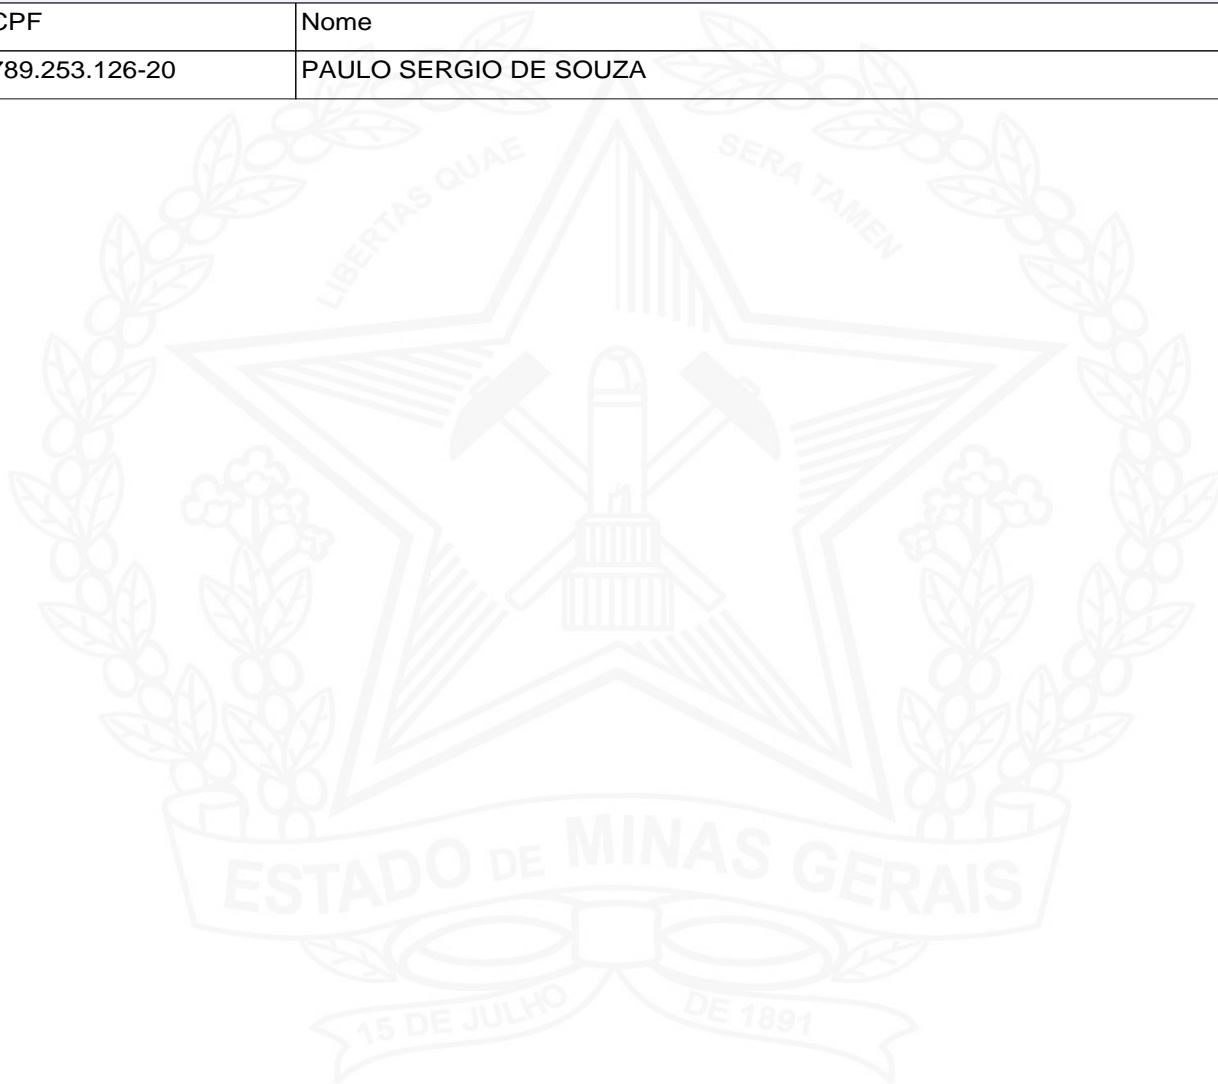 CPF Nome
789.253.126-20 PAULO SERGIO DE SOUZA
LIBERTAS QUAE SERA TAMEN
ESTADO DE MINAS GERAIS
15 DE JULHO DE 1891